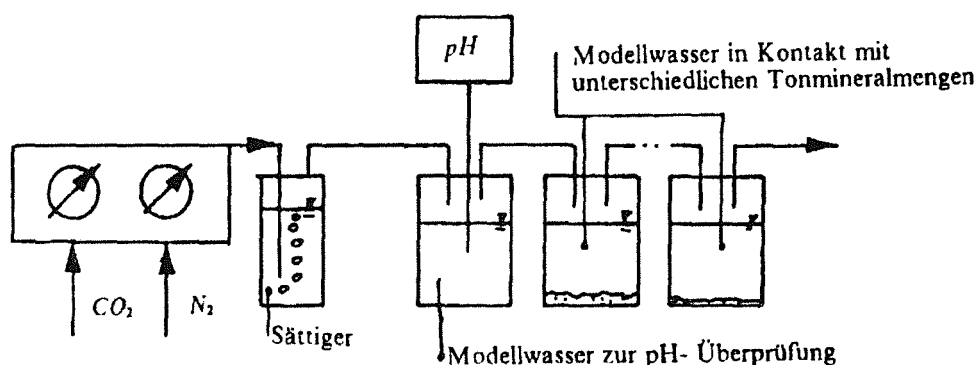 pH
Modellwasser in Kontakt mit
unterschiedlichen Tonmineralmengen
CO₂
N₂
Sättiger
Modellwasser zur pH- Überprüfung